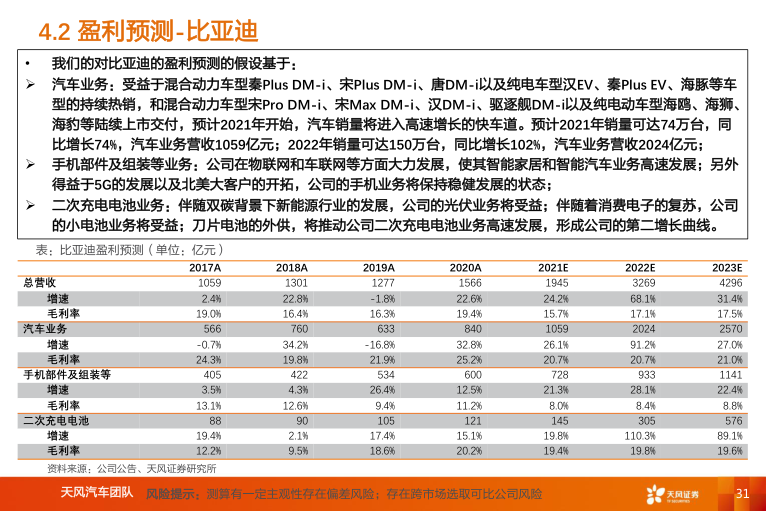 4.2 盈利预测-比亚迪
• 我们的对比亚迪的盈利预测的假设基于：
➢ 汽车业务：受益于混合动力车型秦Plus DM-i、宋Plus DM-i、唐DM-i以及纯电车型汉EV、秦Plus EV、海豚等车
型的持续热销，和混合动力车型宋Pro DM-i、宋Max DM-i、汉DM-i、驱逐舰DM-i以及纯电动车型海鸥、海狮、
海豹等陆续上市交付，预计2021年开始，汽车销量将进入高速增长的快车道。预计2021年销量可达74万台，同
比增长74%，汽车业务营收1059亿元；2022年销量可达150万台，同比增长102%，汽车业务营收2024亿元；
➢ 手机部件及组装等业务：公司在物联网和车联网等方面大力发展，使其智能家居和智能汽车业务高速发展；另外
得益于5G的发展以及北美大客户的开拓，公司的手机业务将保持稳健发展的状态；
➢ 二次充电电池业务：伴随双碳背景下新能源行业的发展，公司的光伏业务将受益；伴随着消费电子的复苏，公司
的小电池业务将受益；刀片电池的外供，将推动公司二次充电电池业务高速发展，形成公司的第二增长曲线。
表：比亚迪盈利预测（单位：亿元）
2017A 2018A 2019A 2020A 2021E 2022E 2023E
总营收 1059 1301 1277 1566 1945 3269 4296
增速 2.4% 22.8% -1.8% 22.6% 24.2% 68.1% 31.4%
毛利率 19.0% 16.4% 16.3% 19.4% 15.7% 17.1% 17.5%
汽车业务 566 760 633 840 1059 2024 2570
增速 -0.7% 34.2% -16.8% 32.8% 26.1% 91.2% 27.0%
毛利率 24.3% 19.8% 21.9% 25.2% 20.7% 20.7% 21.0%
手机部件及组装等 405 422 534 600 728 933 1141
增速 3.5% 4.3% 26.4% 12.5% 21.3% 28.1% 22.4%
毛利率 13.1% 12.6% 9.4% 11.2% 8.0% 8.4% 8.8%
二次充电电池 88 90 105 121 145 305 576
增速 19.4% 2.1% 17.4% 15.1% 19.8% 110.3% 89.1%
毛利率 12.2% 9.5% 18.6% 20.2% 19.4% 19.8% 19.6%
资料来源：公司公告、天风证券研究所
天风汽车团队 风险提示：测算有一定主观性存在偏差风险；存在跨市场选取可比公司风险 天风证券 31
TF SECURITIES